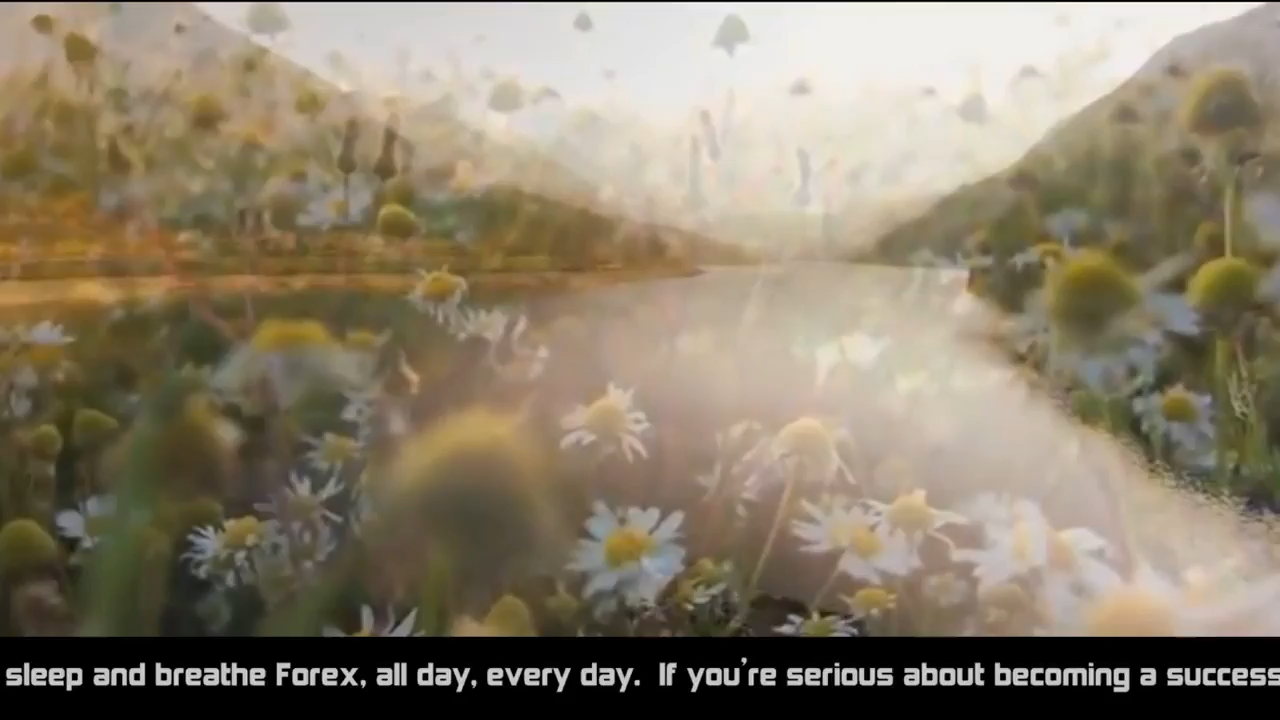 sleep and breathe Forex, all day, every day. If you're serious about becoming a success